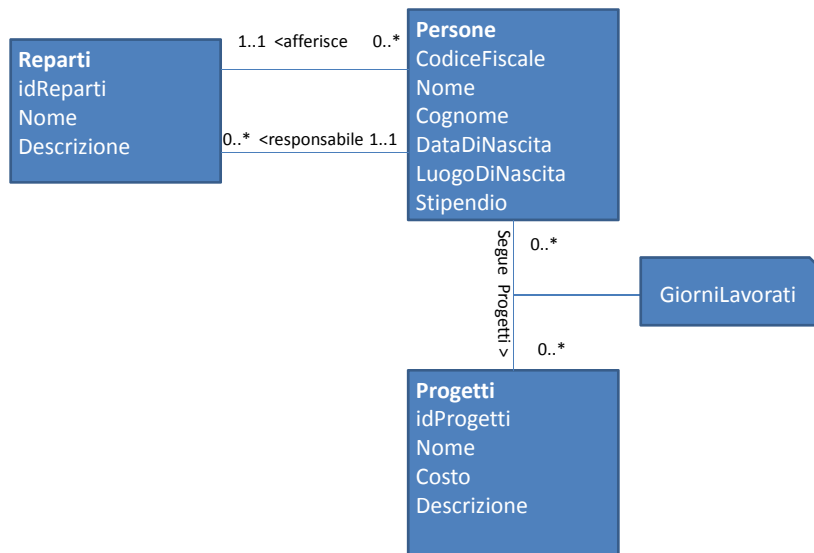 Reparti
idReparti
Nome
Descrizione
1..1 <afferisce 0..*
0..* <responsabile 1..1
Persone
CodiceFiscale
Nome
Cognome
DataDiNascita
LuogoDiNascita
Stipendio
Segue Progetti >
0..*
0..*
GiorniLavorati
Progetti
idProgetti
Nome
Costo
Descrizione